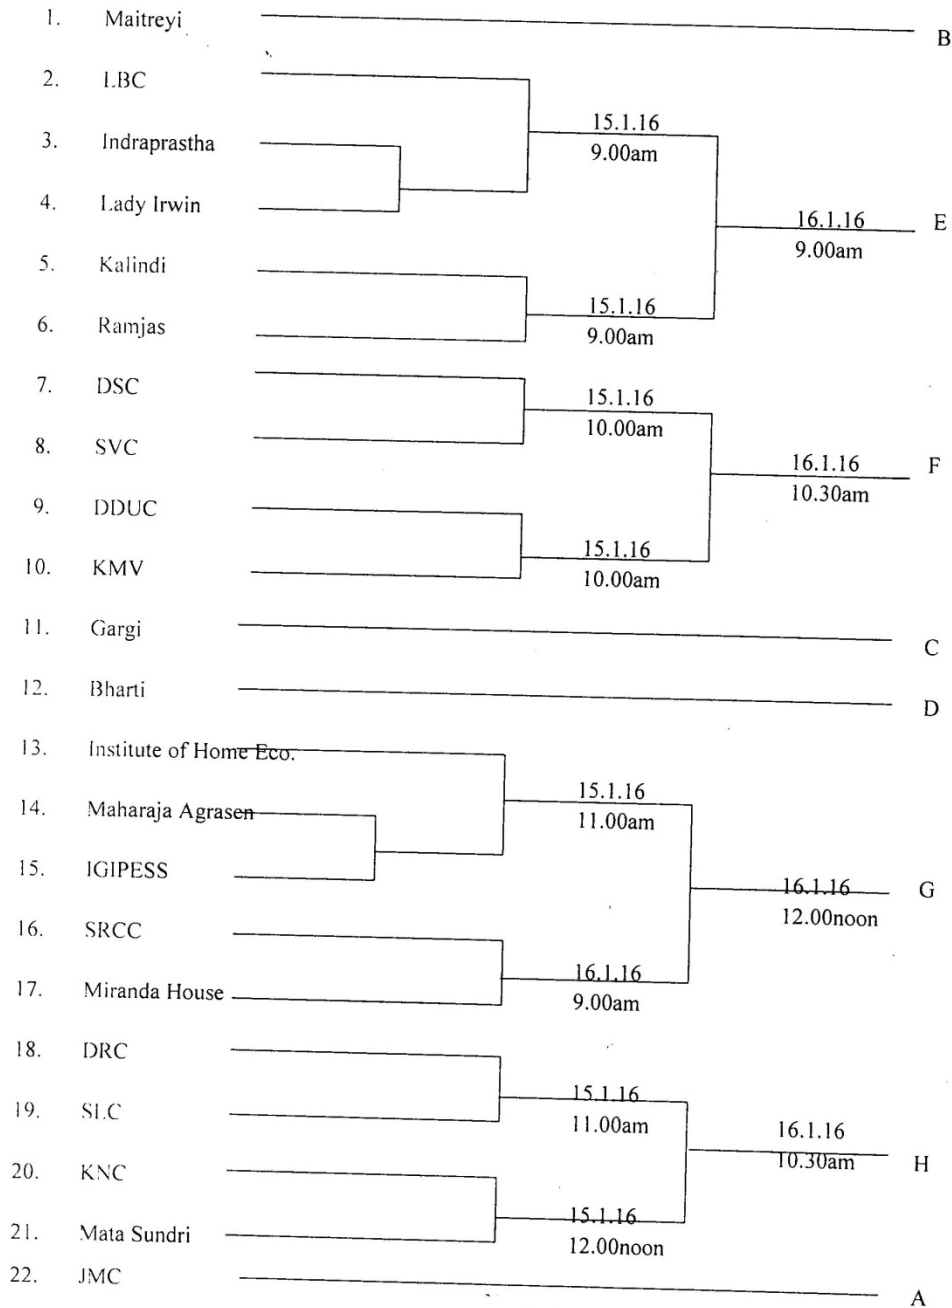 1. Maitreyi B
2. LBC
15.1.16
9.00am
3. Indraprastha
4. Lady Irwin
16.1.16
9.00am
E
5. Kalindi
15.1.16
9.00am
6. Ramjas
7. DSC
15.1.16
10.00am
8. SVC
16.1.16
10.30am
F
9. DDUC
15.1.16
10.00am
10. KMV
11. Gargi C
12. Bharti D
13. Institute of Home Eco.
15.1.16
11.00am
14. Maharaja Agrasen
15. IGIPESS
16.1.16
12.00noon
G
16. SRCC
16.1.16
9.00am
17. Miranda House
18. DRC
15.1.16
11.00am
19. SLC
16.1.16
10.30am
H
20. KNC
15.1.16
12.00noon
21. Mata Sundri
22. JMC A